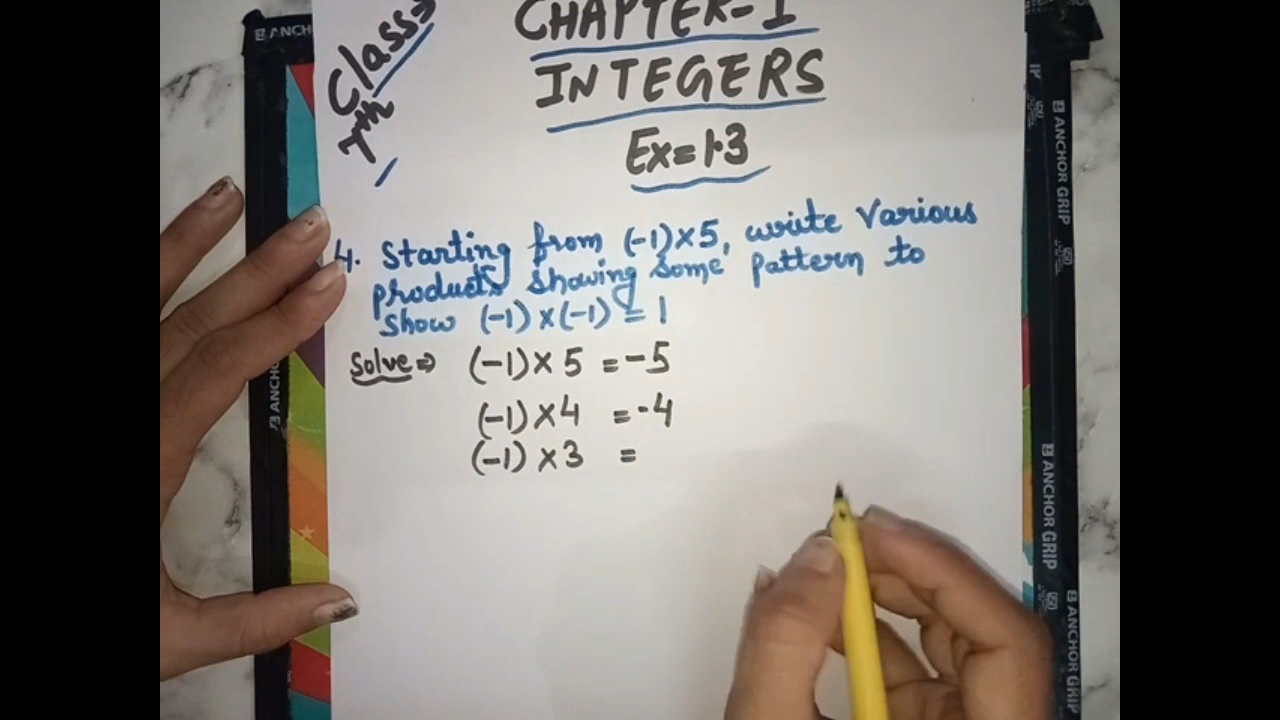 CHAPTER-1
Class→
7th
INTEGERS
Ex=1.3
4. Starting from (-1)×5, write Various
products showing some pattern to
show (-1)×(-1) = 1
Solve⇒ (-1)×5 = -5
(-1)×4 = -4
(-1)×3 =
ANCHOR GRIP
ANCHOR GRIP
ANCHOR GRIP